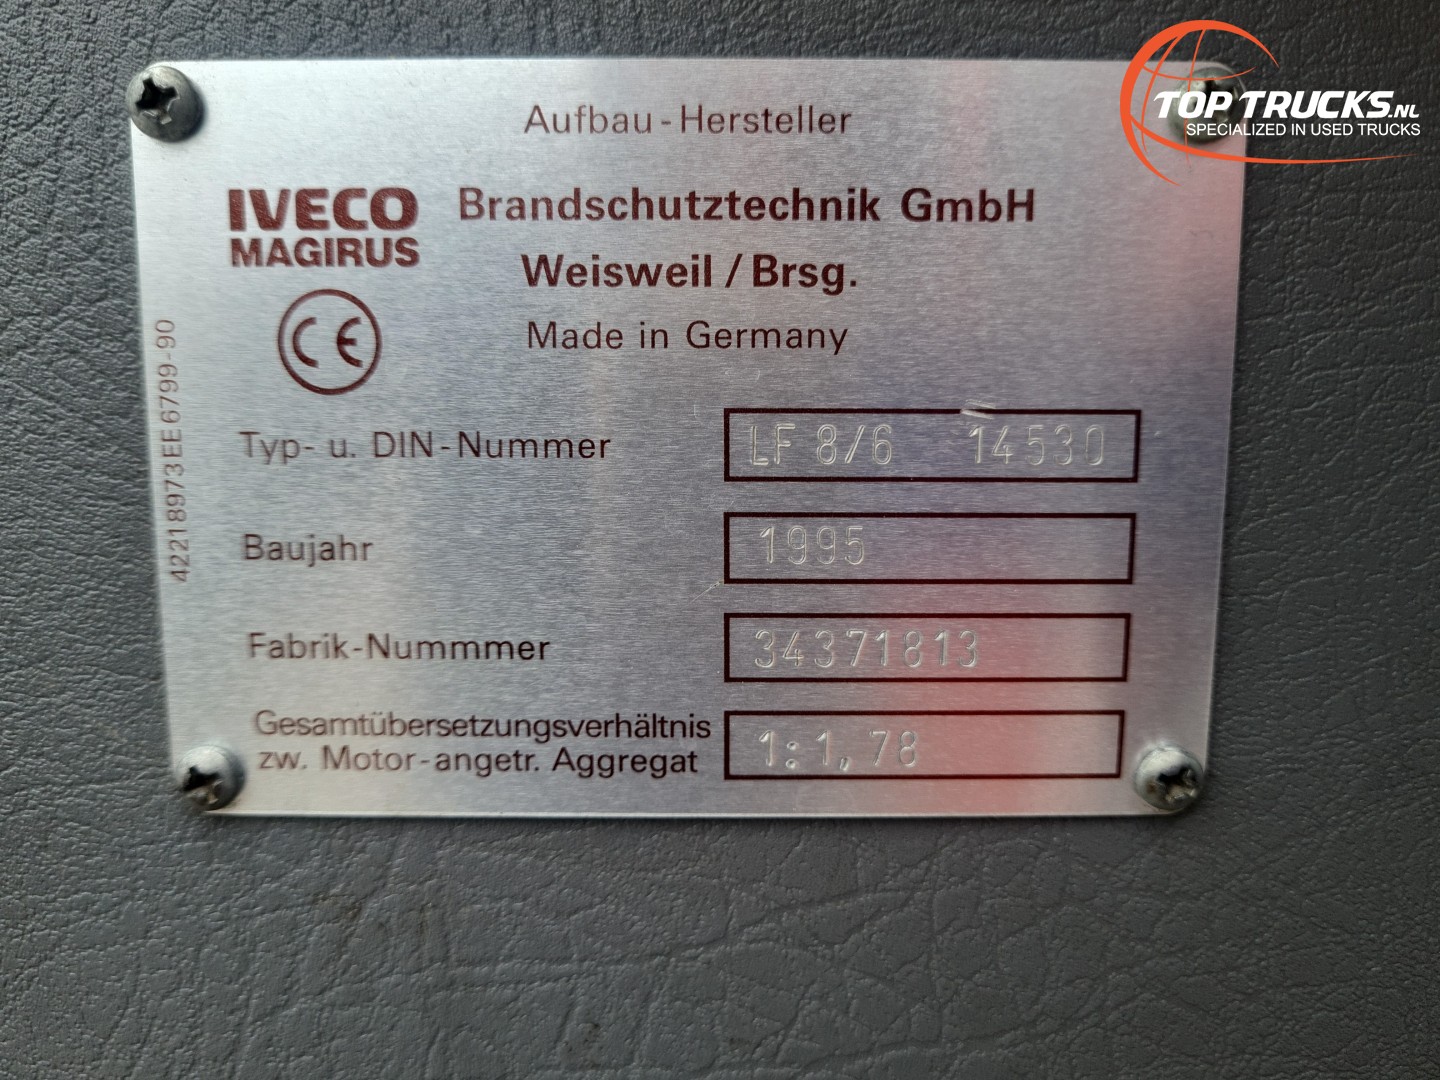 TOP TRUCKS.NL
SPECIALIZED IN USED TRUCKS
Aufbau-Hersteller
IVECO
MAGIRUS
Brandschutztechnik GmbH
Weisweil / Brsg.
Made in Germany
CE
42218973EE6799-90
Typ- u. DIN-Nummer
LF 8/6 14530
Baujahr
1995
Fabrik-Nummmer
34371813
Gesamtübersetzungsverhältnis
zw. Motor-angetr. Aggregat
1:1,78